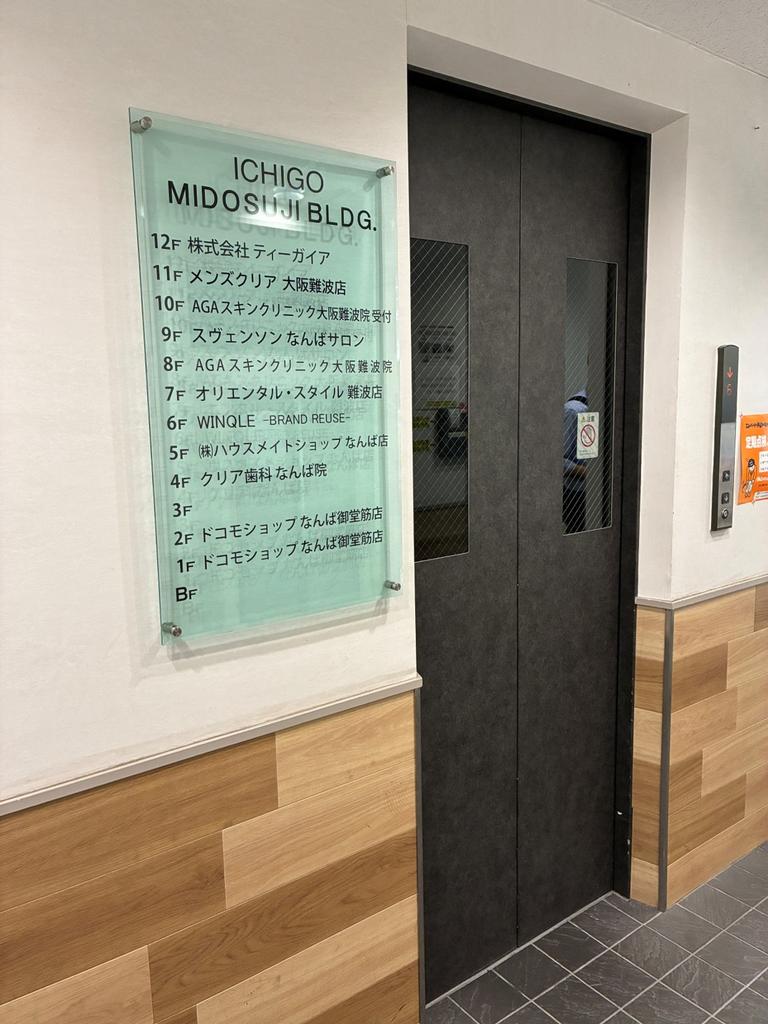 ICHIGO
MIDOSUJI BLDG.
12F 株式会社 ティーガイア
11F メンズクリア 大阪難波店
10F AGAスキンクリニック大阪難波院 受付
9F スヴェンソン なんばサロン
8F AGAスキンクリニック大阪難波院
7F オリエンタル・スタイル 難波店
6F WINQLE -BRAND REUSE-
5F ㈱ハウスメイトショップ なんば店
4F クリア歯科 なんば院
3F
2F ドコモショップ なんば御堂筋店
1F ドコモショップ なんば御堂筋店
BF
注意
6
定期点検